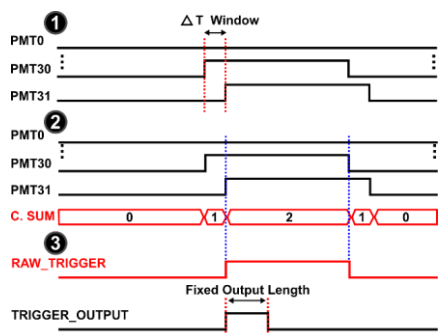 1
Δ T Window
PMT0
PMT30
PMT31
2
PMT0
PMT30
PMT31
C. SUM 0 1 2 1 0
3
RAW_TRIGGER
Fixed Output Length
TRIGGER_OUTPUT